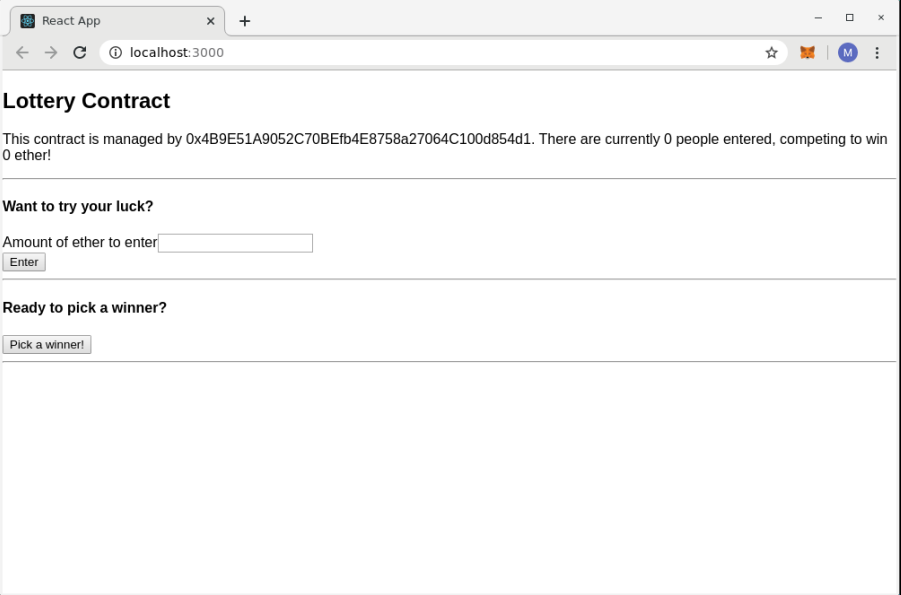 React App
localhost:3000
M
Lottery Contract
This contract is managed by 0x4B9E51A9052C70BEfb4E8758a27064C100d854d1. There are currently 0 people entered, competing to win
0 ether!
Want to try your luck?
Amount of ether to enter
Enter
Ready to pick a winner?
Pick a winner!